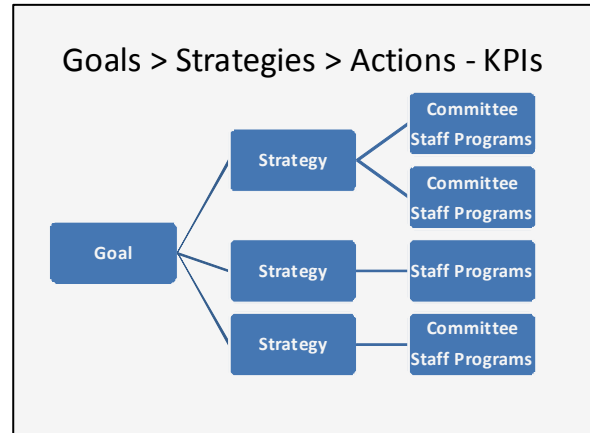 Goals > Strategies > Actions - KPIs
Committee
Staff Programs
Strategy
Committee
Staff Programs
Goal
Strategy
Staff Programs
Strategy
Committee
Staff Programs